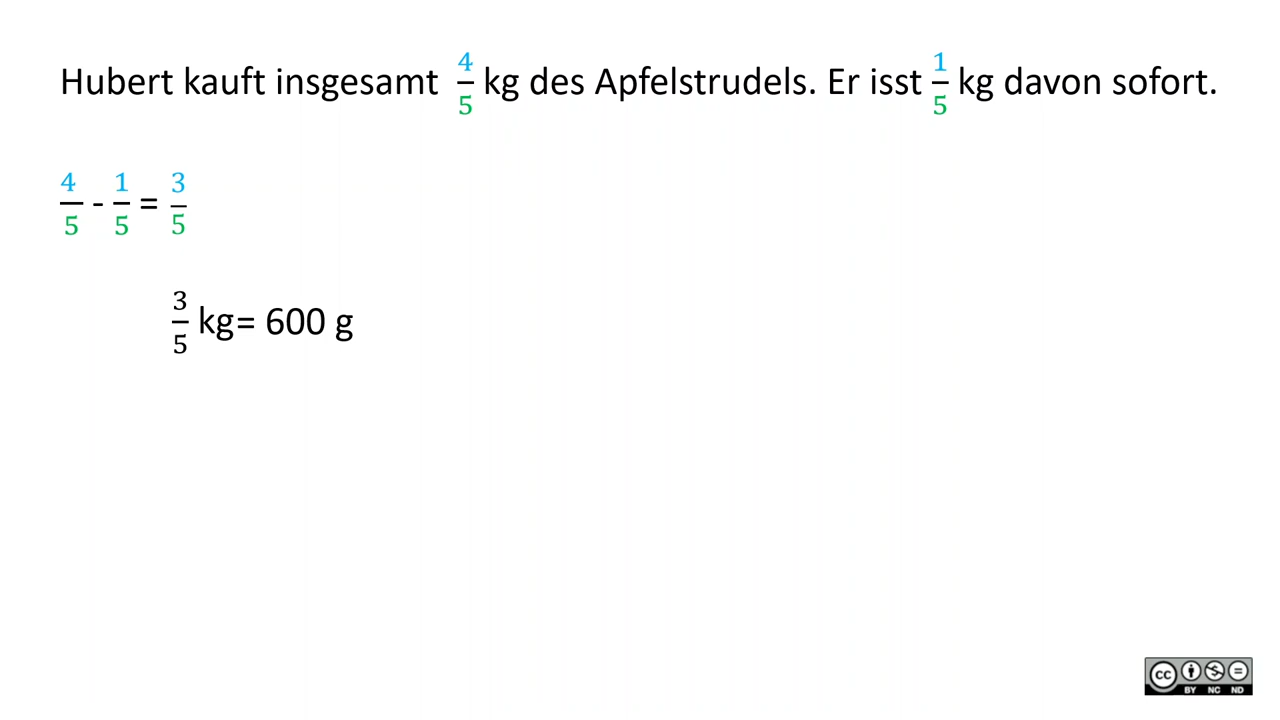 Hubert kauft insgesamt 4/5 kg des Apfelstrudels. Er isst 1/5 kg davon sofort.
4/5 - 1/5 = 3/5
3/5 kg= 600 g
cc BY NC ND